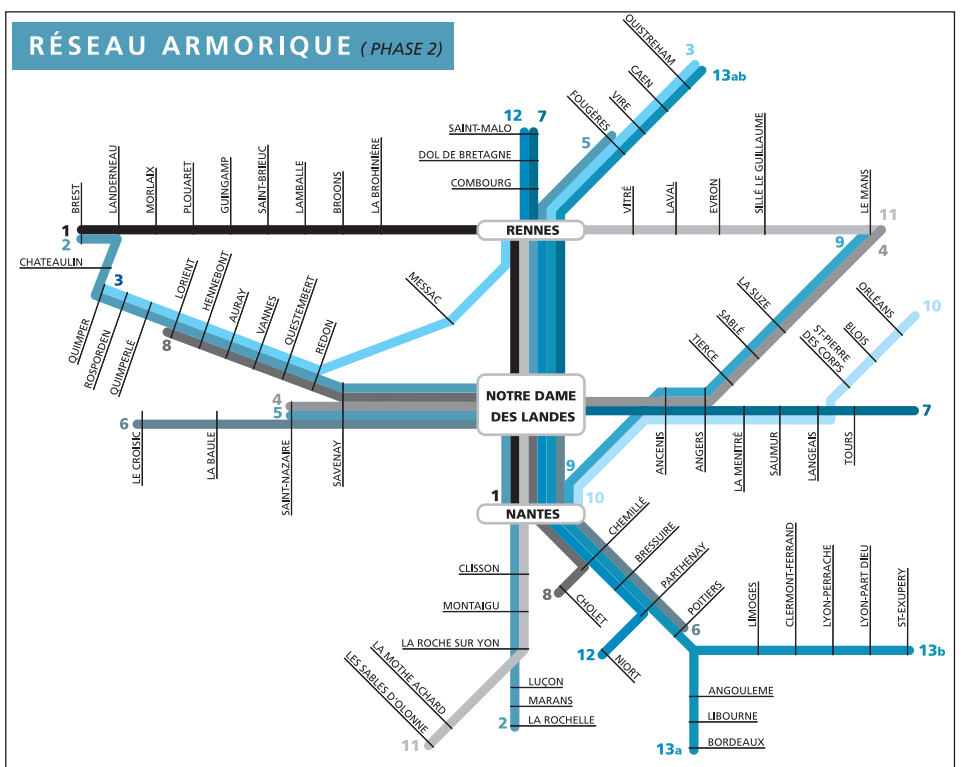 RÉSEAU ARMORIQUE ( PHASE 2)
OUISTREHAM
3
13ab
CAEN
VIRE
FOUGÈRES
5
12
7
SAINT-MALO
DOL DE BRETAGNE
COMBOURG
BREST
LANDERNEAU
MORLAIX
PLOUARET
GUINGAMP
SAINT-BRIEUC
LAMBALLE
BROONS
LA BROHINIÈRE
VITRÉ
LAVAL
EVRON
SILLÉ LE GUILLAUME
LE MANS
11
1
2
RENNES
9
4
CHATEAULIN
3
LORIENT
HENNEBONT
AURAY
VANNES
QUESTEMBERT
REDON
MESSAC
8
QUIMPER
ROSPORDEN
QUIMPERLÉ
LA SUZE
SABLÉ
TIERCE
ORLÉANS
BLOIS
ST-PIERRE
DES CORPS
10
NOTRE DAME
DES LANDES
4
5
6
7
LE CROISIC
LA BAULE
SAINT-NAZAIRE
SAVENAY
ANCENIS
ANGERS
LA MENITRÉ
SAUMUR
LANGEAIS
TOURS
9
10
1
NANTES
CHEMILLÉ
BRESSUIRE
PARTHENAY
POITIERS
8
CHOLET
6
12
NIORT
LIMOGES
CLERMONT-FERRAND
LYON-PERRACHE
LYON-PART DIEU
ST-EXUPERY
13b
CLISSON
MONTAIGU
LA ROCHE SUR YON
LA MOTHE ACHARD
LES SABLES D'OLONNE
11
LUÇON
MARANS
2
LA ROCHELLE
ANGOULEME
LIBOURNE
13a
BORDEAUX